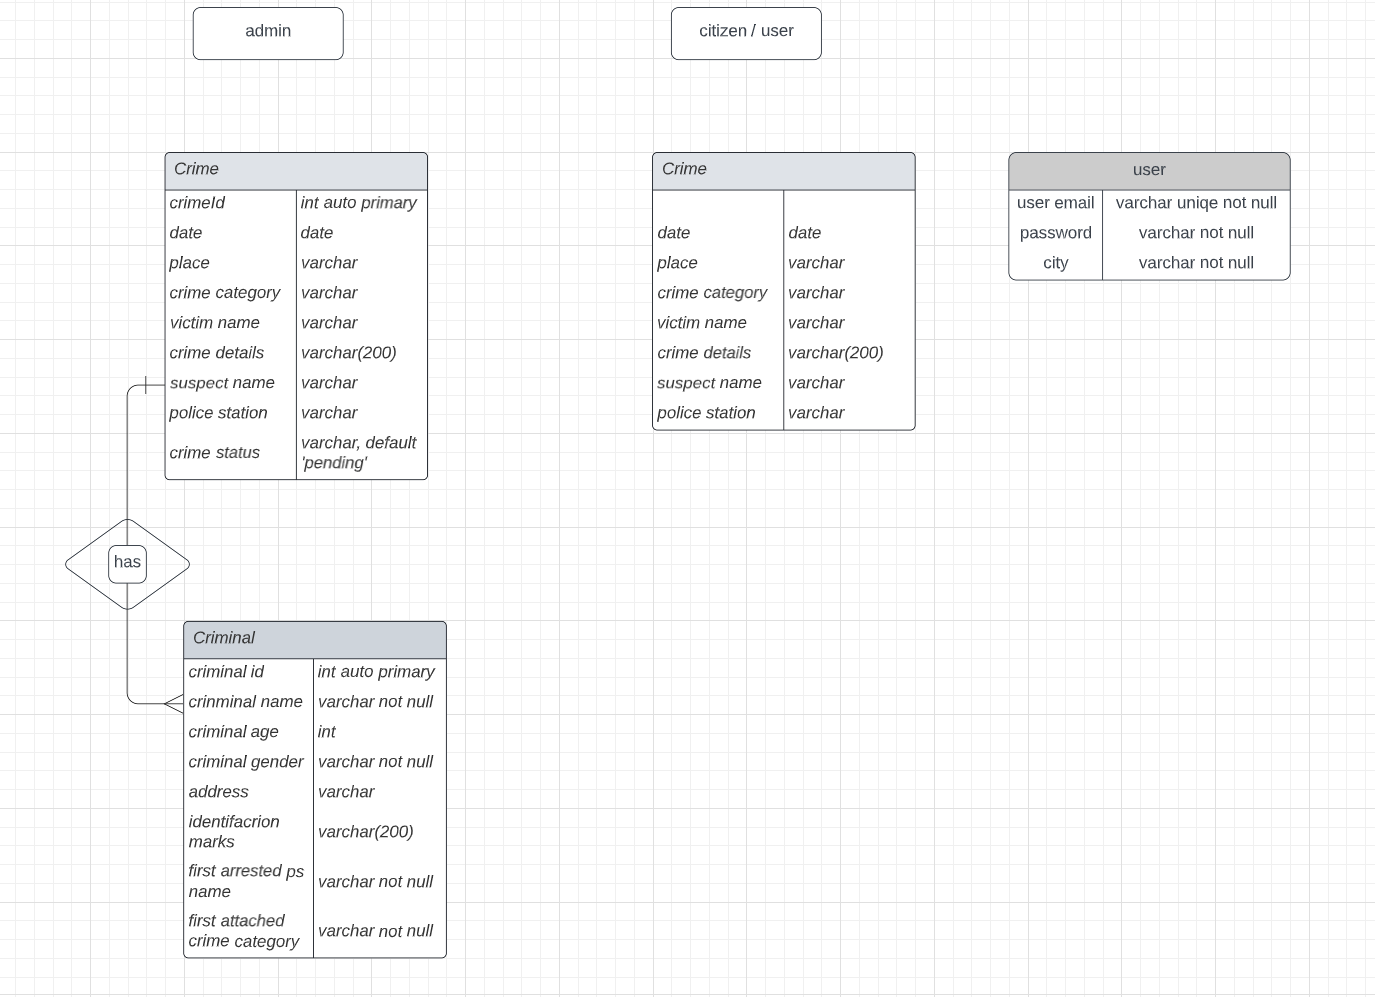 admin
citizen / user
Crime
crimeId int auto primary
date date
place varchar
crime category varchar
victim name varchar
crime details varchar(200)
suspect name varchar
police station varchar
crime status varchar, default
'pending'
Crime
date date
place varchar
crime category varchar
victim name varchar
crime details varchar(200)
suspect name varchar
police station varchar
user
user email varchar uniqe not null
password varchar not null
city varchar not null
has
Criminal
criminal id int auto primary
crinminal name varchar not null
criminal age int
criminal gender varchar not null
address varchar
identifacrion
marks varchar(200)
first arrested ps
name varchar not null
first attached
crime category varchar not null